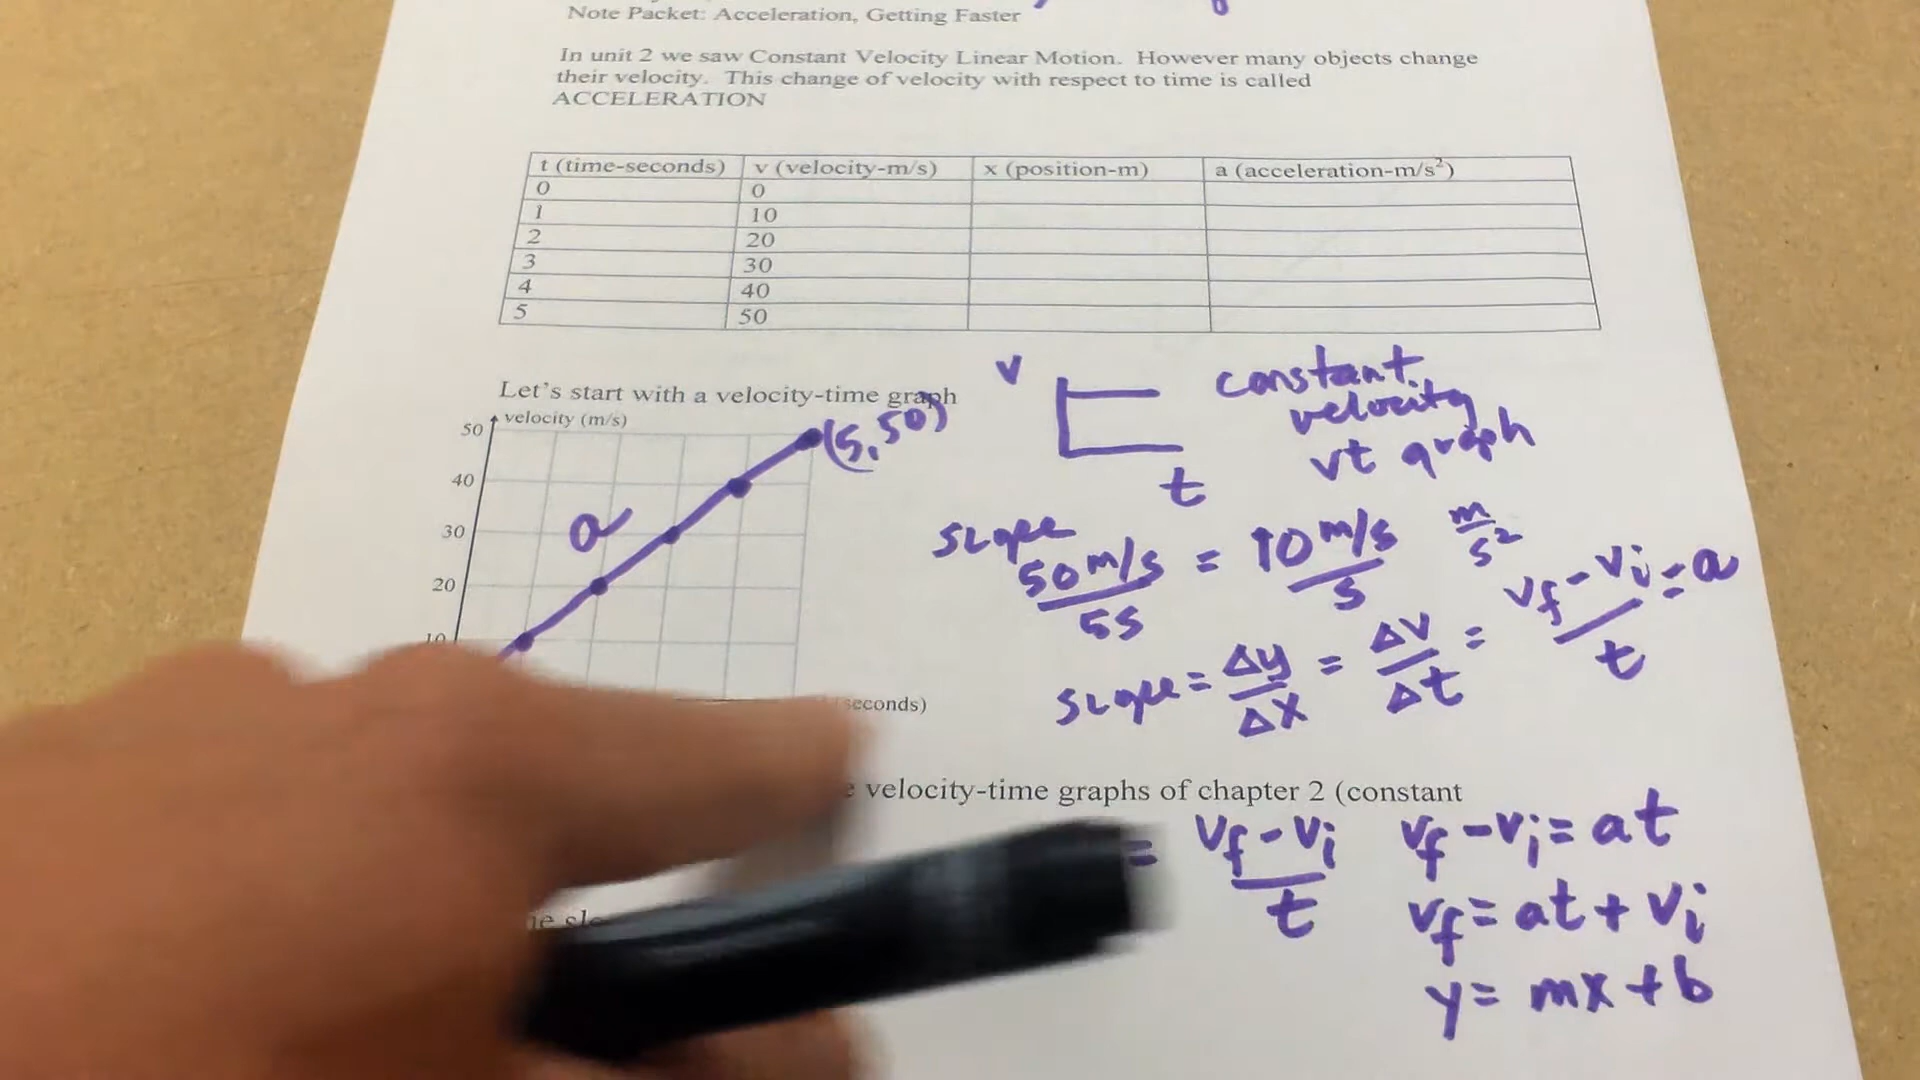 Note Packet: Acceleration, Getting Faster
In unit 2 we saw Constant Velocity Linear Motion. However many objects change
their velocity. This change of velocity with respect to time is called
ACCELERATION
t (time-seconds) v (velocity-m/s) x (position-m) a (acceleration-m/s²)
0 0
1 10
2 20
3 30
4 40
5 50
Let's start with a velocity-time graph
velocity (m/s)
50
40
30
20
10
seconds)
(5,50)
a
v
t
constant
velocity
vt graph
slope
50m/s / 5s = 10 m/s / s m/s²
slope = Δy/Δx = Δv/Δt = vf - vi / t = a
velocity-time graphs of chapter 2 (constant
= vf - vi / t
vf - vi = at
vf = at + vi
y = mx + b